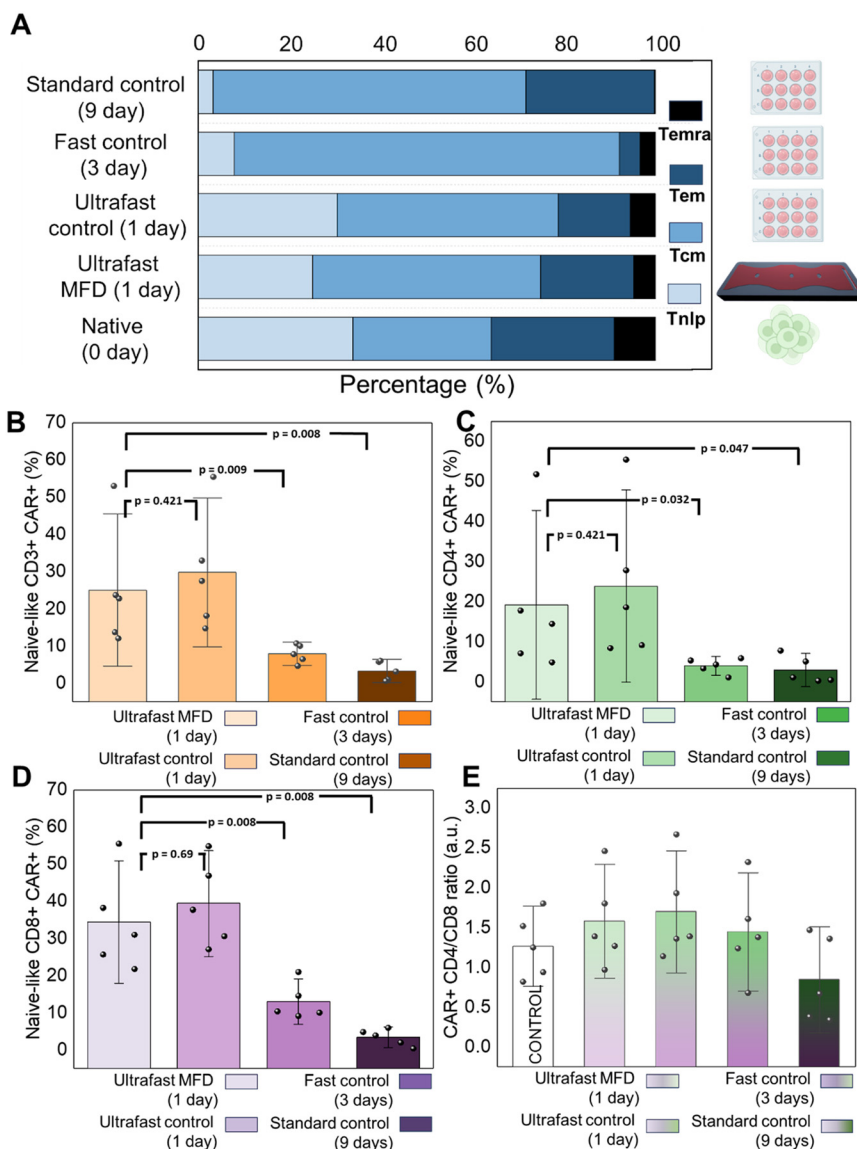 A
0 20 40 60 80 100
Standard control
(9 day)
Fast control
(3 day)
Ultrafast
control (1 day)
Ultrafast
MFD (1 day)
Native
(0 day)
Temra
Tem
Tcm
Tnlp
Percentage (%)
B
Naive-like CD3+ CAR+ (%)
70
60
50
40
30
20
10
0
p = 0.008
p = 0.009
p = 0.421
Ultrafast MFD
(1 day)
Fast control
(3 days)
Ultrafast control
(1 day)
Standard control
(9 days)
C
Naive-like CD4+ CAR+ (%)
60
50
40
30
20
10
0
p = 0.047
p = 0.032
p = 0.421
Ultrafast MFD
(1 day)
Fast control
(3 days)
Ultrafast control
(1 day)
Standard control
(9 days)
D
Naive-like CD8+ CAR+ (%)
70
60
50
40
30
20
10
0
p = 0.008
p = 0.008
p = 0.69
Ultrafast MFD
(1 day)
Fast control
(3 days)
Ultrafast control
(1 day)
Standard control
(9 days)
E
CAR+ CD4/CD8 ratio (a.u.)
3.0
2.5
2.0
1.5
1.0
0.5
0.0
CONTROL
Ultrafast MFD
(1 day)
Fast control
(3 days)
Ultrafast control
(1 day)
Standard control
(9 days)